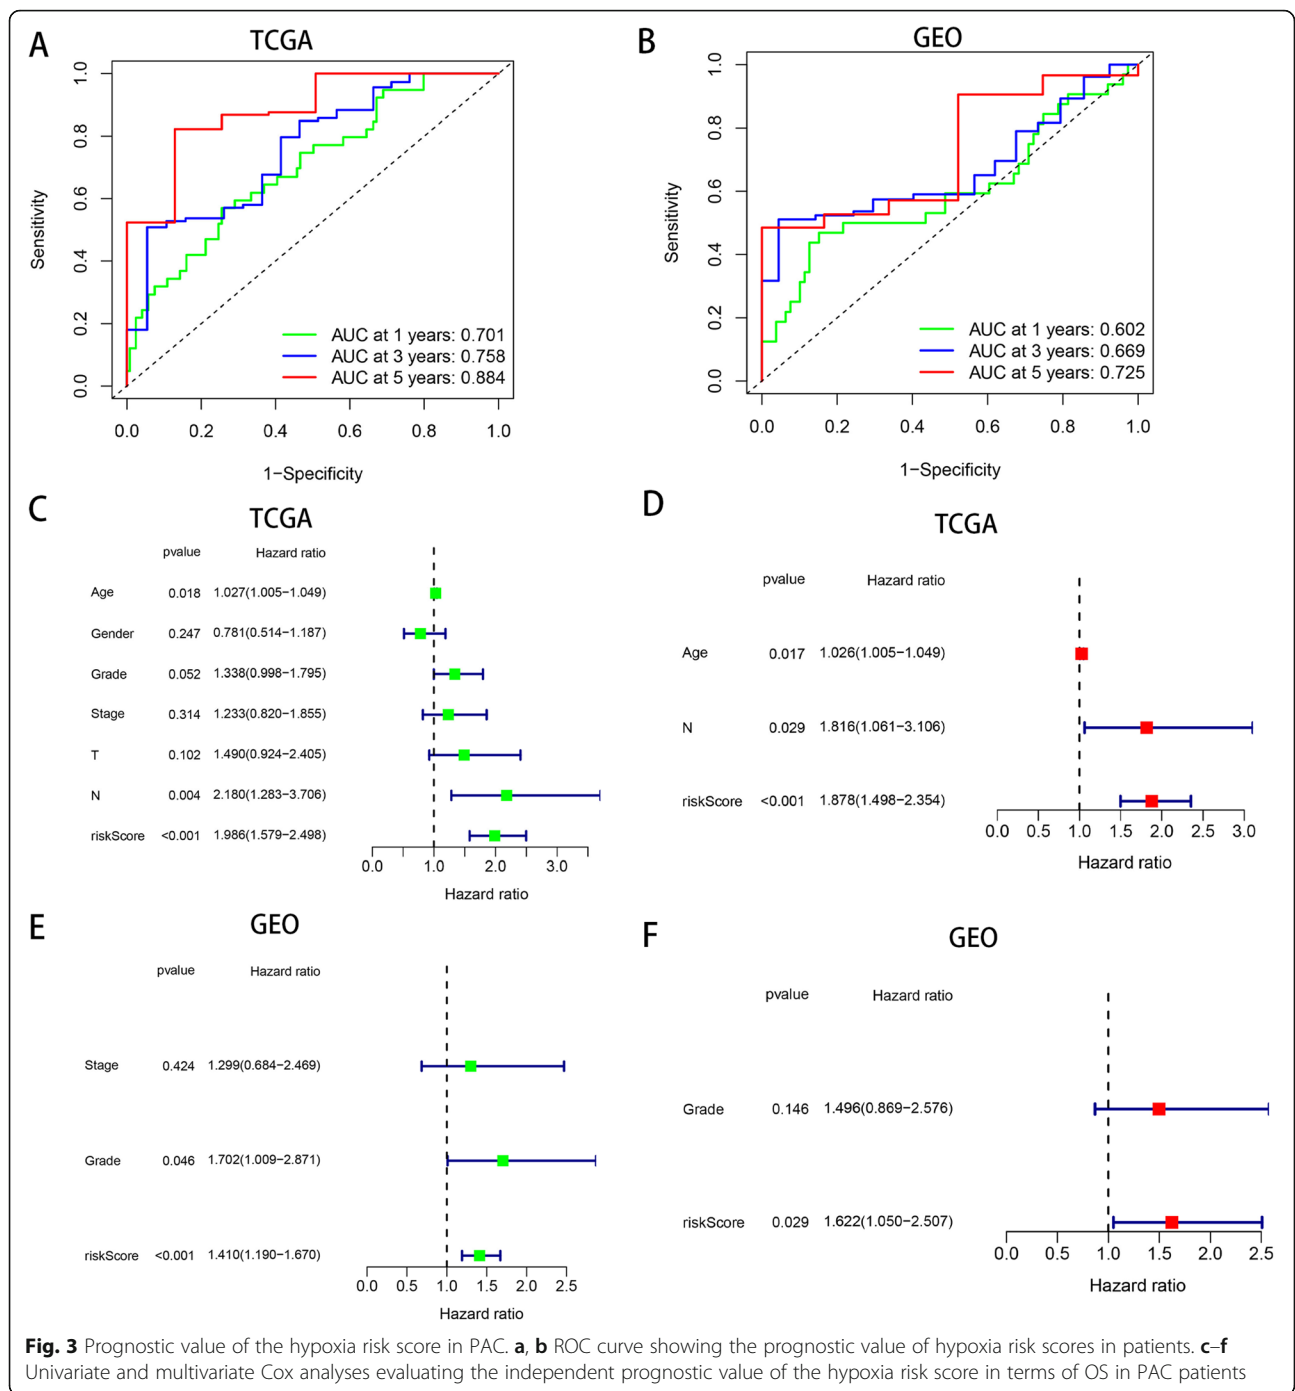 A
TCGA
Sensitivity
0.0 0.2 0.4 0.6 0.8 1.0
AUC at 1 years: 0.701
AUC at 3 years: 0.758
AUC at 5 years: 0.884
0.0 0.2 0.4 0.6 0.8 1.0
1−Specificity
B
GEO
Sensitivity
0.0 0.2 0.4 0.6 0.8 1.0
AUC at 1 years: 0.602
AUC at 3 years: 0.669
AUC at 5 years: 0.725
0.0 0.2 0.4 0.6 0.8 1.0
1−Specificity
C
TCGA
pvalue Hazard ratio
Age 0.018 1.027(1.005−1.049)
Gender 0.247 0.781(0.514−1.187)
Grade 0.052 1.338(0.998−1.795)
Stage 0.314 1.233(0.820−1.855)
T 0.102 1.490(0.924−2.405)
N 0.004 2.180(1.283−3.706)
riskScore <0.001 1.986(1.579−2.498)
0.0 1.0 2.0 3.0
Hazard ratio
D
TCGA
pvalue Hazard ratio
Age 0.017 1.026(1.005−1.049)
N 0.029 1.816(1.061−3.106)
riskScore <0.001 1.878(1.498−2.354)
0.0 0.5 1.0 1.5 2.0 2.5 3.0
Hazard ratio
E
GEO
pvalue Hazard ratio
Stage 0.424 1.299(0.684−2.469)
Grade 0.046 1.702(1.009−2.871)
riskScore <0.001 1.410(1.190−1.670)
0.0 0.5 1.0 1.5 2.0 2.5
Hazard ratio
F
GEO
pvalue Hazard ratio
Grade 0.146 1.496(0.869−2.576)
riskScore 0.029 1.622(1.050−2.507)
0.0 0.5 1.0 1.5 2.0 2.5
Hazard ratio
Fig. 3 Prognostic value of the hypoxia risk score in PAC. a, b ROC curve showing the prognostic value of hypoxia risk scores in patients. c–f
Univariate and multivariate Cox analyses evaluating the independent prognostic value of the hypoxia risk score in terms of OS in PAC patients